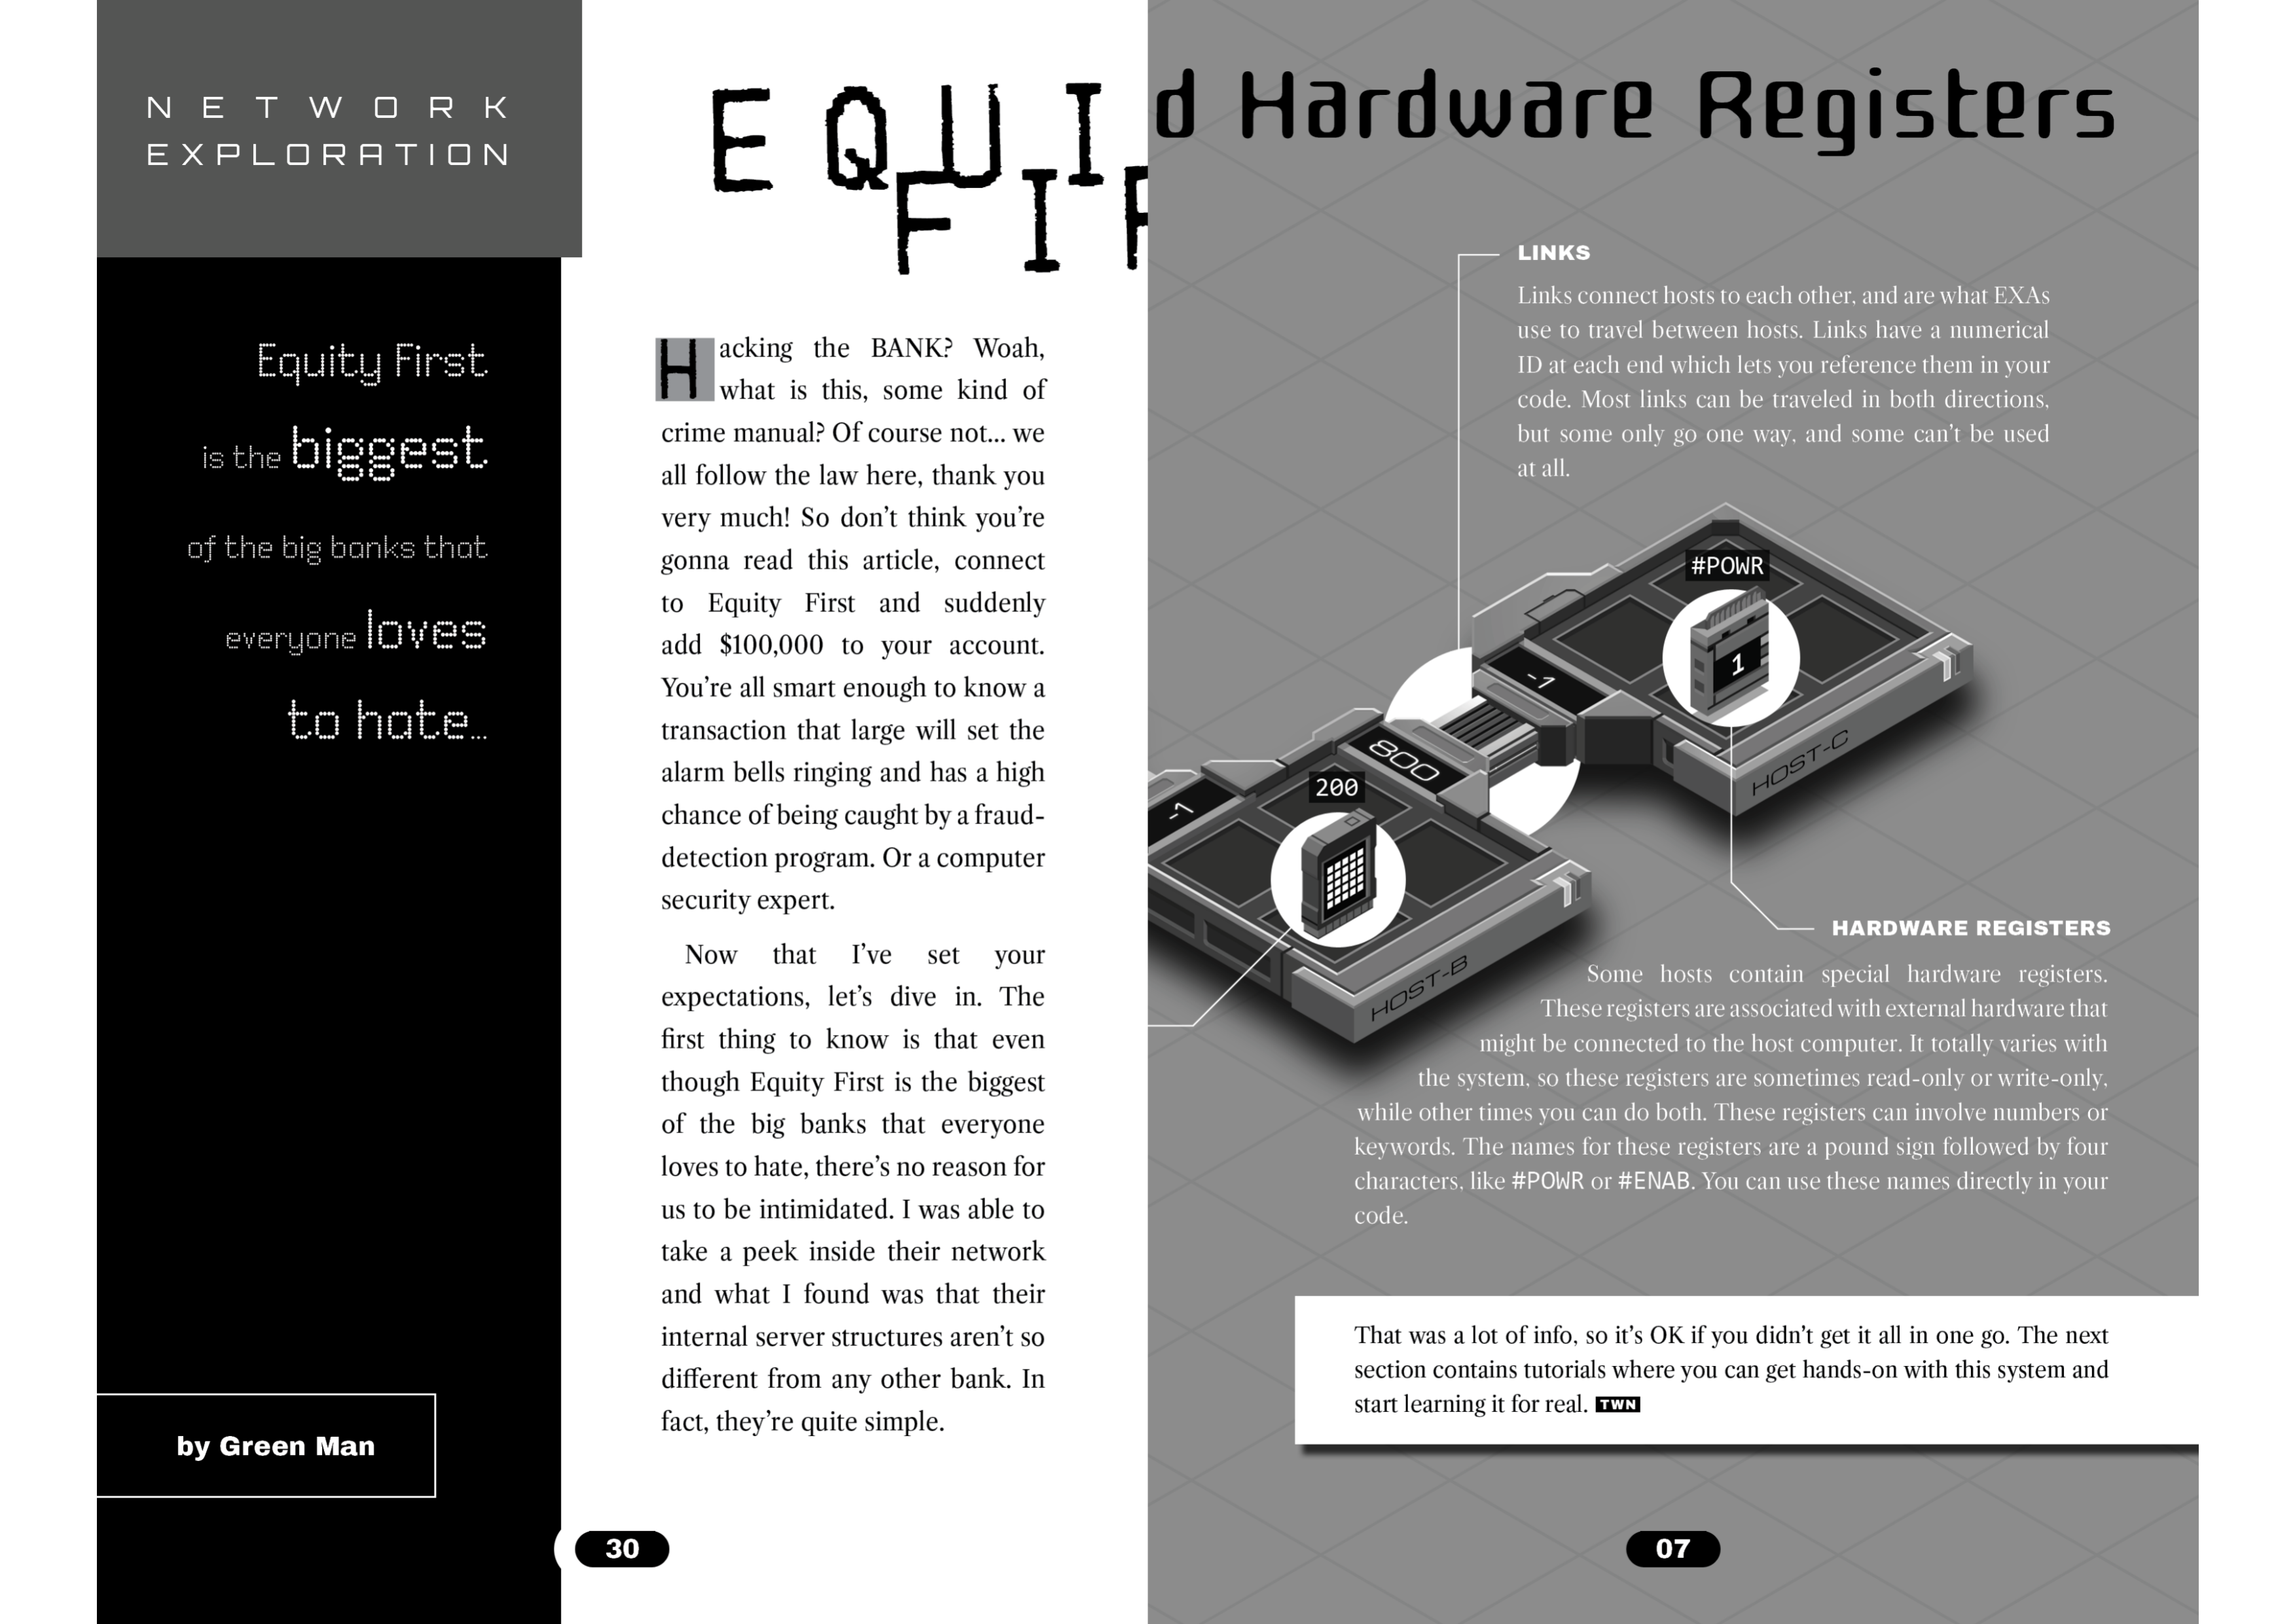 NETWORK
EXPLORATION
Equity First
is the biggest
of the big banks that
everyone loves
to hate...
by Green Man
EQUI
FI
Hacking the BANK? Woah,
what is this, some kind of
crime manual? Of course not... we
all follow the law here, thank you
very much! So don't think you're
gonna read this article, connect
to Equity First and suddenly
add $100,000 to your account.
You're all smart enough to know a
transaction that large will set the
alarm bells ringing and has a high
chance of being caught by a fraud-
detection program. Or a computer
security expert.
Now that I've set your
expectations, let's dive in. The
first thing to know is that even
though Equity First is the biggest
of the big banks that everyone
loves to hate, there's no reason for
us to be intimidated. I was able to
take a peek inside their network
and what I found was that their
internal server structures aren't so
different from any other bank. In
fact, they're quite simple.
30
d Hardware Registers
LINKS
Links connect hosts to each other, and are what EXAs
use to travel between hosts. Links have a numerical
ID at each end which lets you reference them in your
code. Most links can be traveled in both directions,
but some only go one way, and some can't be used
at all.
#POWR
1
-1
800
HOST-C
200
-1
HOST-B
HARDWARE REGISTERS
Some hosts contain special hardware registers.
These registers are associated with external hardware that
might be connected to the host computer. It totally varies with
the system, so these registers are sometimes read-only or write-only,
while other times you can do both. These registers can involve numbers or
keywords. The names for these registers are a pound sign followed by four
characters, like #POWR or #ENAB. You can use these names directly in your
code.
That was a lot of info, so it's OK if you didn't get it all in one go. The next
section contains tutorials where you can get hands-on with this system and
start learning it for real. TWN
07